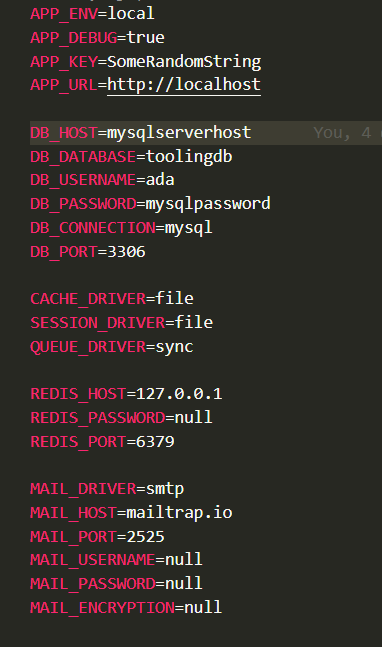 APP_ENV=local
APP_DEBUG=true
APP_KEY=SomeRandomString
APP_URL=http://localhost
DB_HOST=mysqlserverhost You, 4
DB_DATABASE=toolingdb
DB_USERNAME=ada
DB_PASSWORD=mysqlpassword
DB_CONNECTION=mysql
DB_PORT=3306
CACHE_DRIVER=file
SESSION_DRIVER=file
QUEUE_DRIVER=sync
REDIS_HOST=127.0.0.1
REDIS_PASSWORD=null
REDIS_PORT=6379
MAIL_DRIVER=smtp
MAIL_HOST=mailtrap.io
MAIL_PORT=2525
MAIL_USERNAME=null
MAIL_PASSWORD=null
MAIL_ENCRYPTION=null